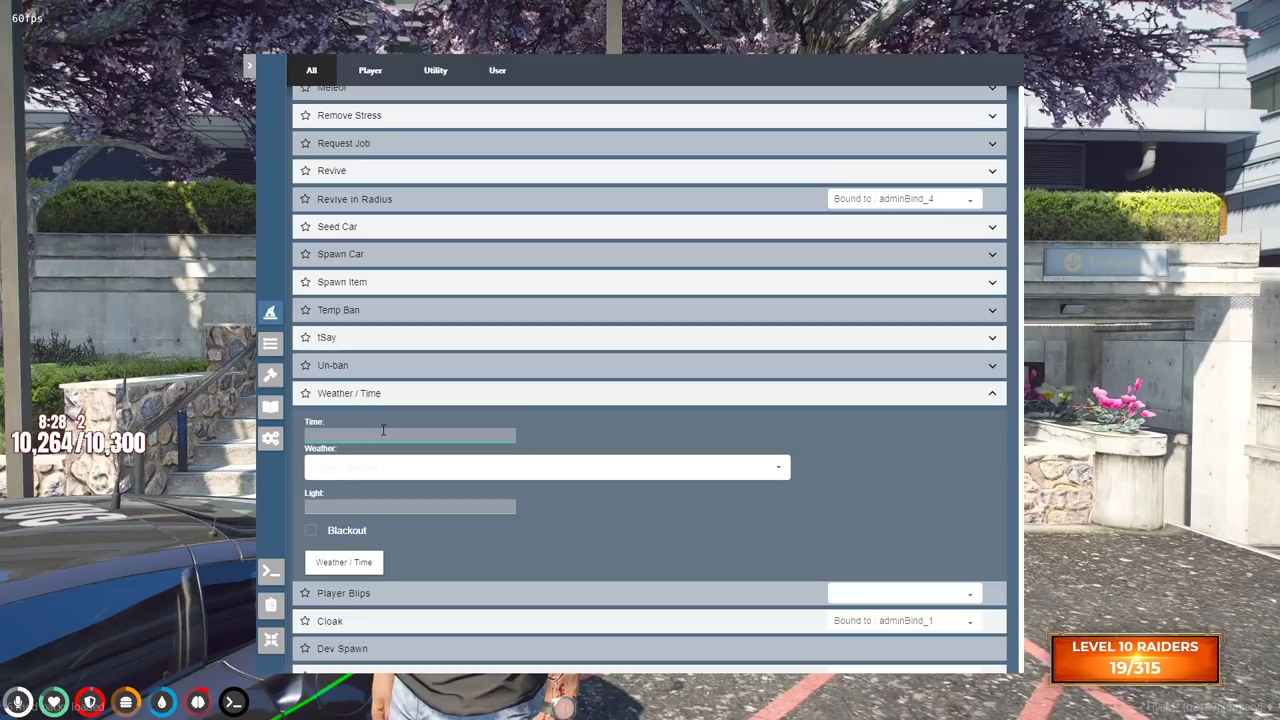 60fps
All Player Utility User
Meteor
Remove Stress
Request Job
Revive
Revive in Radius Bound to : adminBind_4
Seed Car
Spawn Car
Spawn Item
Temp Ban
tSay
Un-ban
Weather / Time
Time:
Weather:
Light:
Blackout
Weather / Time
Player Blips
Cloak Bound to : adminBind_1
Dev Spawn
8:28 2
10,264/10,300
LEVEL 10 RAIDERS
19/315